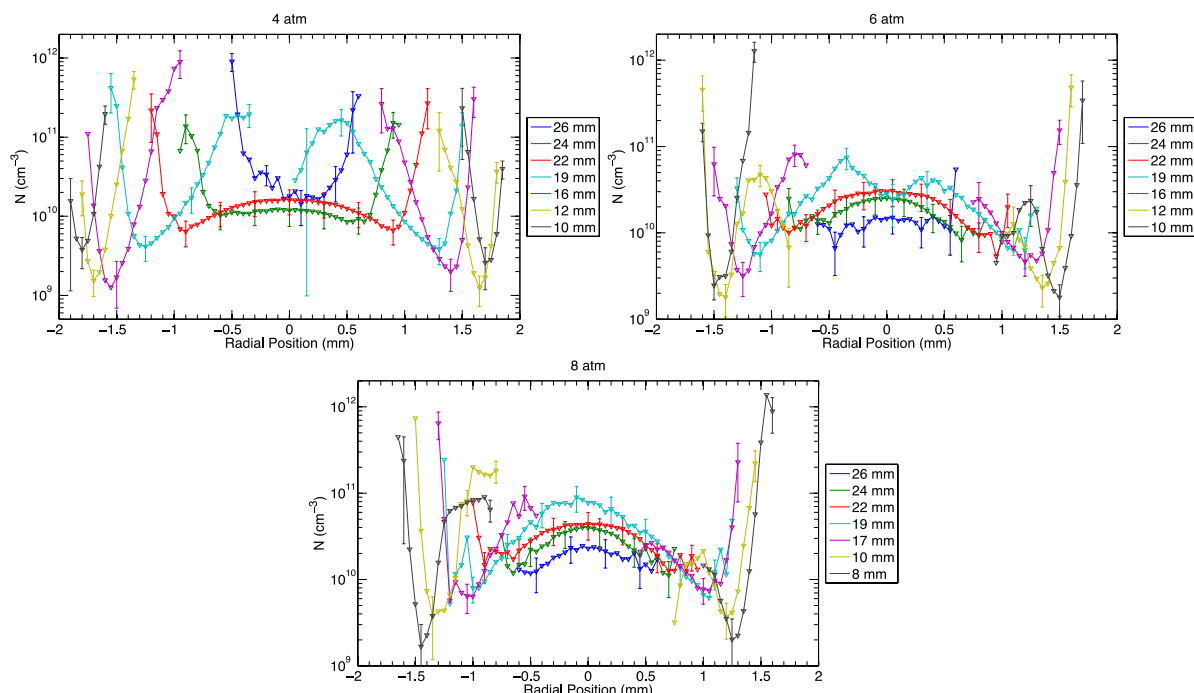 4 atm
N (cm⁻³)
10¹²
10¹¹
10¹⁰
10⁹
−2 −1.5 −1 −0.5 0 0.5 1 1.5 2
Radial Position (mm)
26 mm
24 mm
22 mm
19 mm
16 mm
12 mm
10 mm
6 atm
N (cm⁻³)
10¹²
10¹¹
10¹⁰
10⁹
−2 −1.5 −1 −0.5 0 0.5 1 1.5 2
Radial Position (mm)
26 mm
24 mm
22 mm
19 mm
16 mm
12 mm
10 mm
8 atm
N (cm⁻³)
10¹²
10¹¹
10¹⁰
10⁹
−2 −1.5 −1 −0.5 0 0.5 1 1.5 2
Radial Position (mm)
26 mm
24 mm
22 mm
19 mm
17 mm
10 mm
8 mm